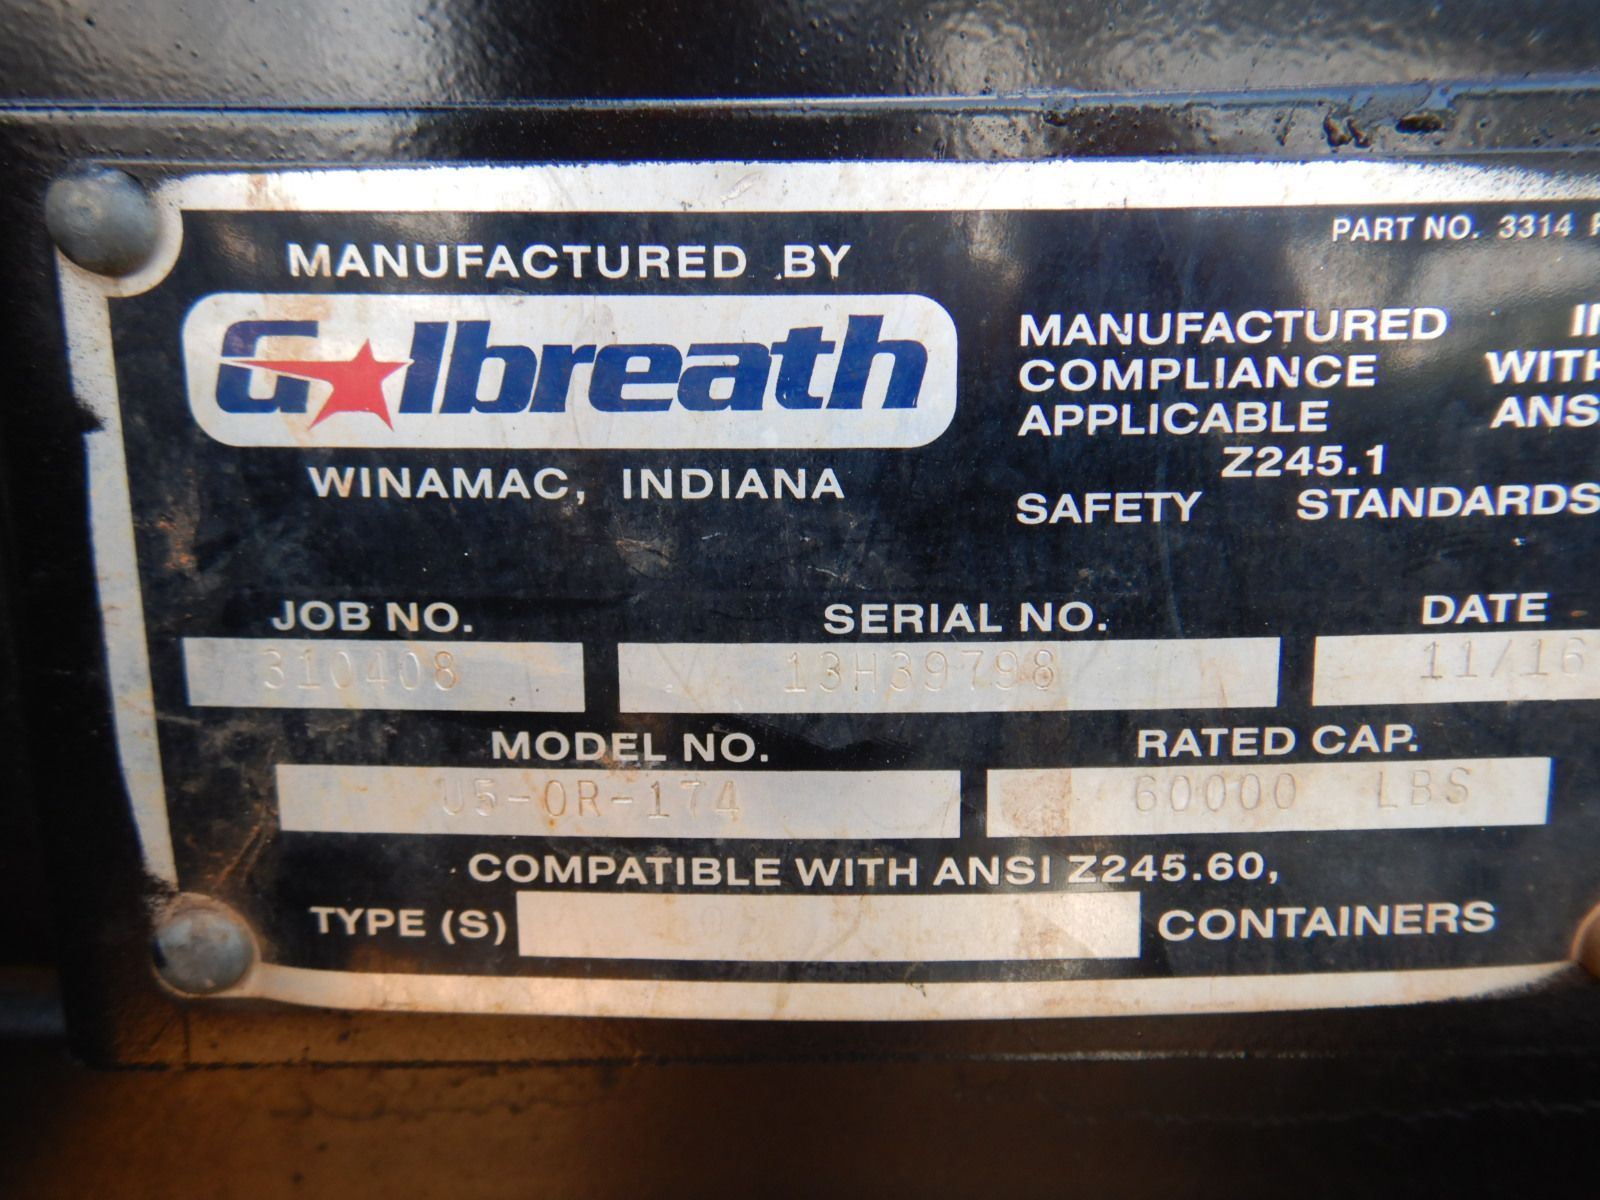 PART NO. 3314
MANUFACTURED BY
Galbreath
WINAMAC, INDIANA
MANUFACTURED IN
COMPLIANCE WITH
APPLICABLE ANS
Z245.1
SAFETY STANDARDS
JOB NO. SERIAL NO. DATE
310408 13H39798 11/16
MODEL NO. RATED CAP.
U5-OR-174 60000 LBS
COMPATIBLE WITH ANSI Z245.60,
TYPE (S) CONTAINERS